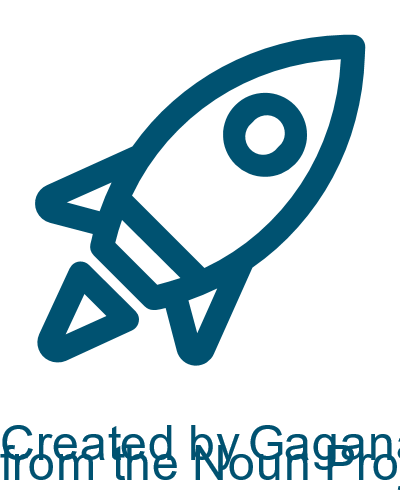 Created by Gagana
from the Noun Pro